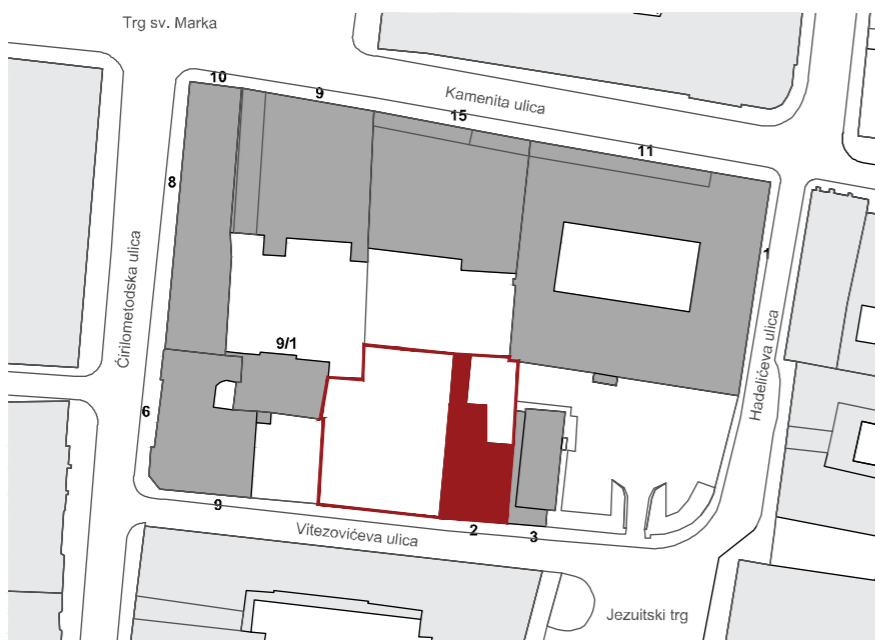 Trg sv. Marka
10
9
Kamenita ulica
15
11
8
1
Ćirilometodska ulica
Hadelićeva ulica
9/1
6
9
Vitezovićeva ulica
2
3
Jezuitski trg